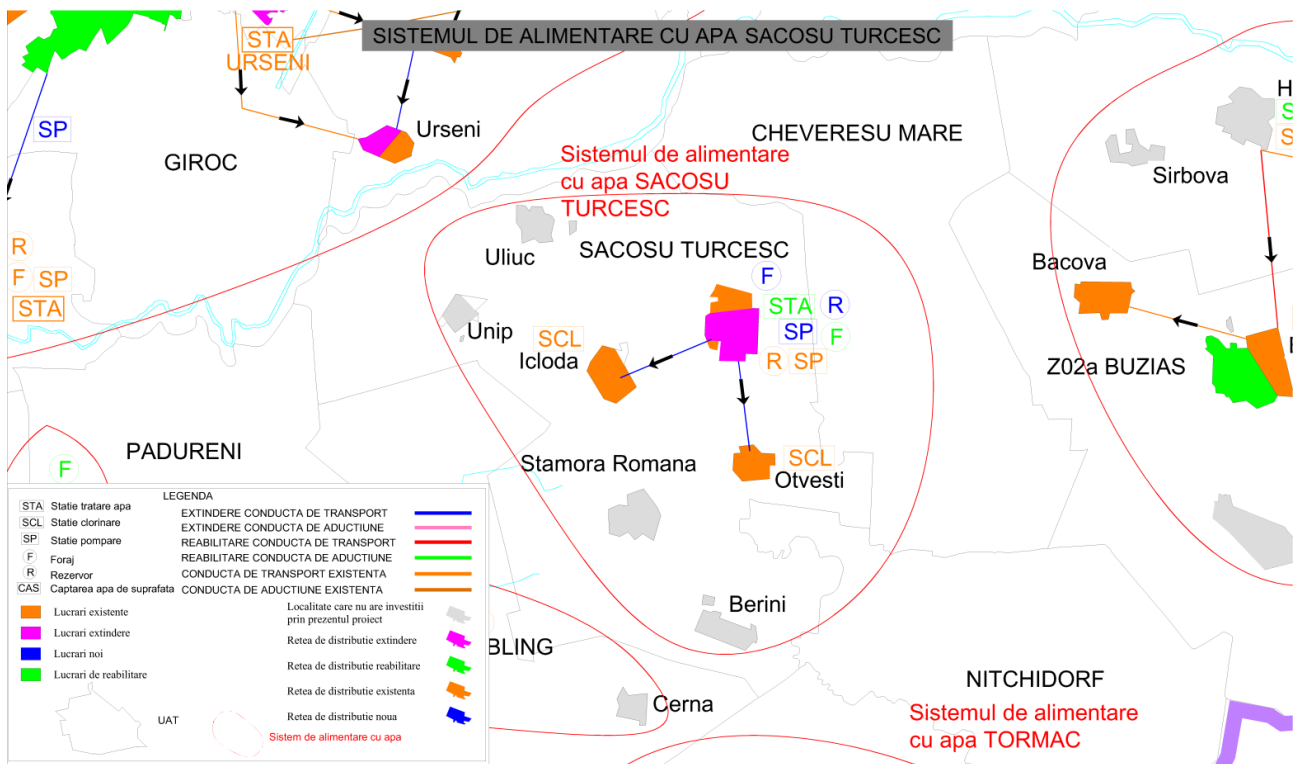 SISTEMUL DE ALIMENTARE CU APA SACOSU TURCESC
STA
URSENI
SP
Urseni
GIROC
CHEVERESU MARE
Sistemul de alimentare
cu apa SACOSU
TURCESC
H
S
S
Sirbova
R
F SP
STA
Uliuc
SACOSU TURCESC
F
Bacova
STA R
SP F
R SP
Unip
SCL
Icloda
Z02a BUZIAS
PADURENI
F
Stamora Romana
SCL
Otvesti
Berini
BLING
Cerna
NITCHIDORF
Sistemul de alimentare
cu apa TORMAC
LEGENDA
STA Statie tratare apa
SCL Statie clorinare
SP Statie pompare
F Foraj
R Rezervor
CAS Captarea apa de suprafata
EXTINDERE CONDUCTA DE TRANSPORT
EXTINDERE CONDUCTA DE ADUCTIUNE
REABILITARE CONDUCTA DE TRANSPORT
REABILITARE CONDUCTA DE ADUCTIUNE
CONDUCTA DE TRANSPORT EXISTENTA
CONDUCTA DE ADUCTIUNE EXISTENTA
Lucrari existente
Lucrari extindere
Lucrari noi
Lucrari de reabilitare
Localitate care nu are investitii
prin prezentul proiect
Retea de distributie extindere
Retea de distributie reabilitare
Retea de distributie existenta
Retea de distributie noua
UAT
Sistem de alimentare cu apa